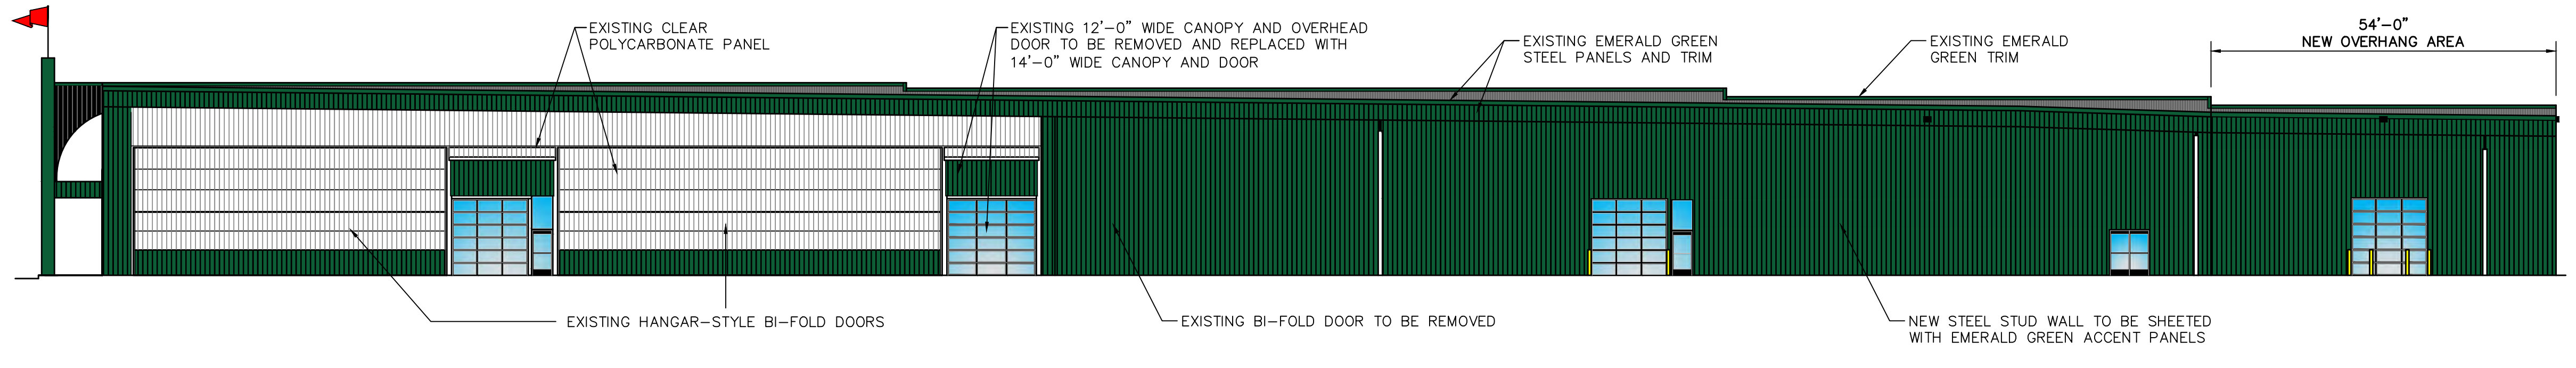 EXISTING CLEAR
POLYCARBONATE PANEL
EXISTING 12'-0" WIDE CANOPY AND OVERHEAD
DOOR TO BE REMOVED AND REPLACED WITH
14'-0" WIDE CANOPY AND DOOR
EXISTING EMERALD GREEN
STEEL PANELS AND TRIM
EXISTING EMERALD
GREEN TRIM
54'-0"
NEW OVERHANG AREA
EXISTING HANGAR-STYLE BI-FOLD DOORS
EXISTING BI-FOLD DOOR TO BE REMOVED
NEW STEEL STUD WALL TO BE SHEETED
WITH EMERALD GREEN ACCENT PANELS